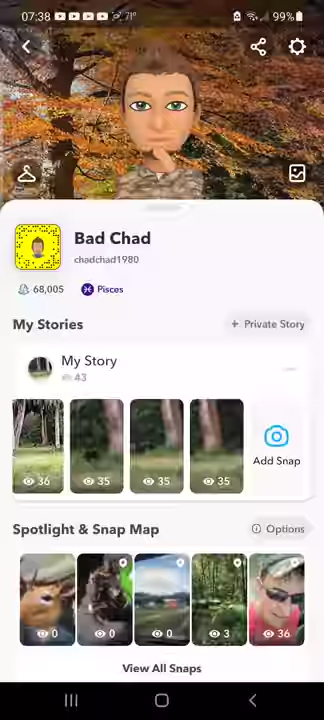 07:38
71°
99%
Bad Chad
chadchad1980
68,005
Pisces
My Stories
+ Private Story
My Story
43
36
35
35
35
Add Snap
Spotlight & Snap Map
Options
0
0
0
3
36
View All Snaps